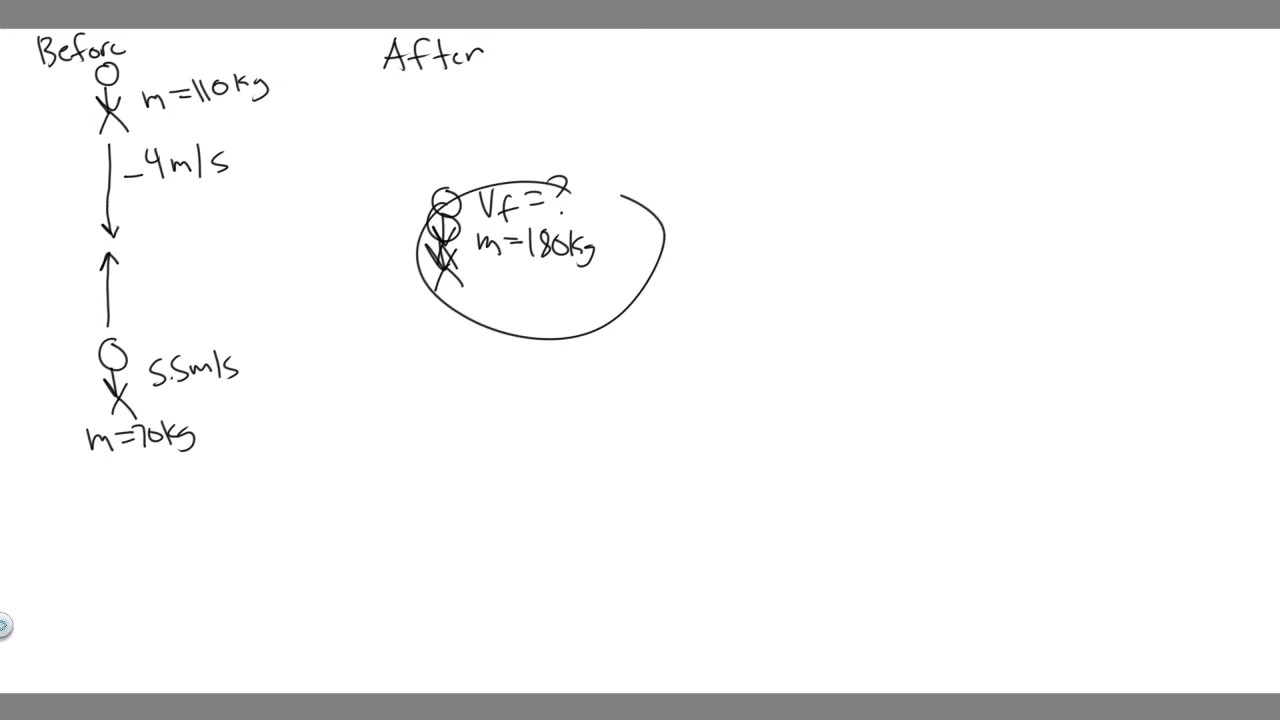 Before
m=110kg
-4m/s
5.5m/s
m=70kg
After
Vf=?
m=180kg